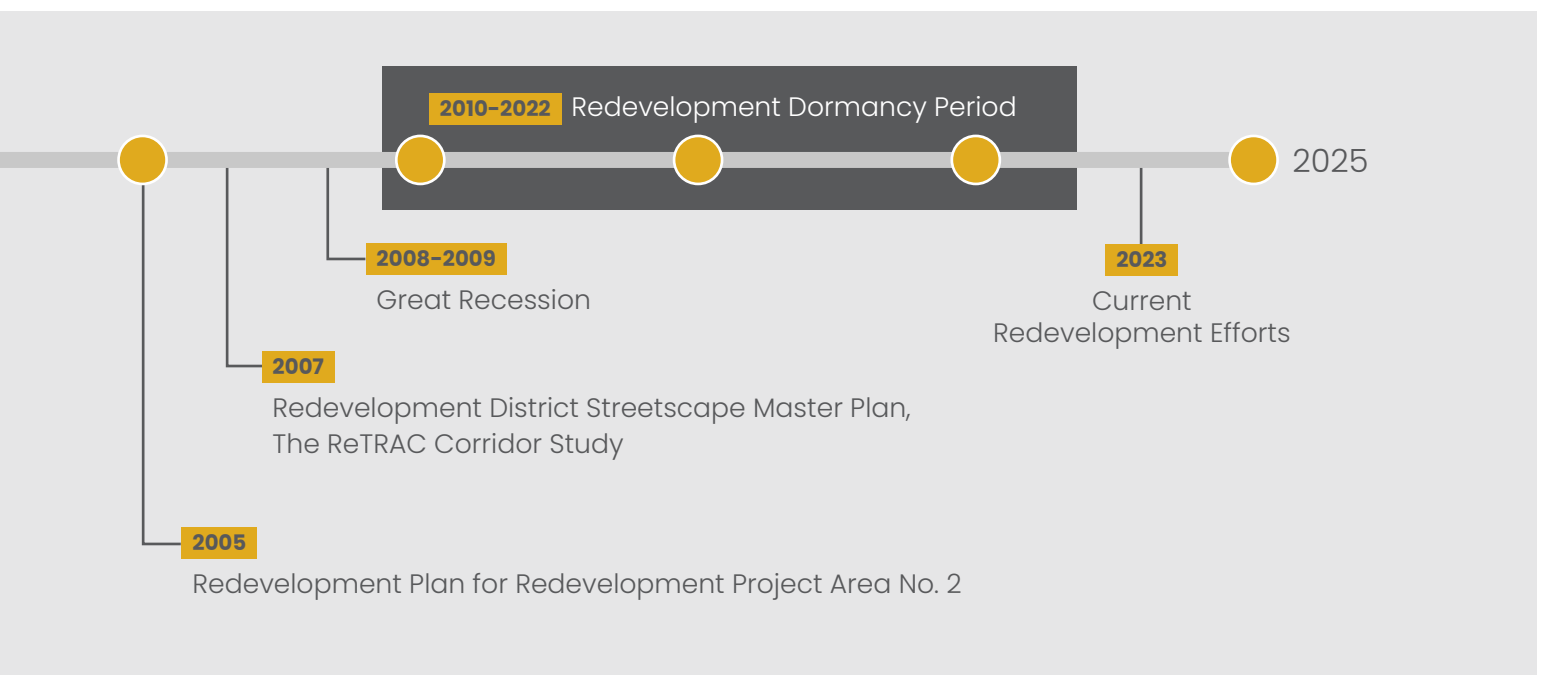 2010-2022 Redevelopment Dormancy Period
2025
2008-2009
Great Recession
2023
Current
Redevelopment Efforts
2007
Redevelopment District Streetscape Master Plan,
The ReTRAC Corridor Study
2005
Redevelopment Plan for Redevelopment Project Area No. 2